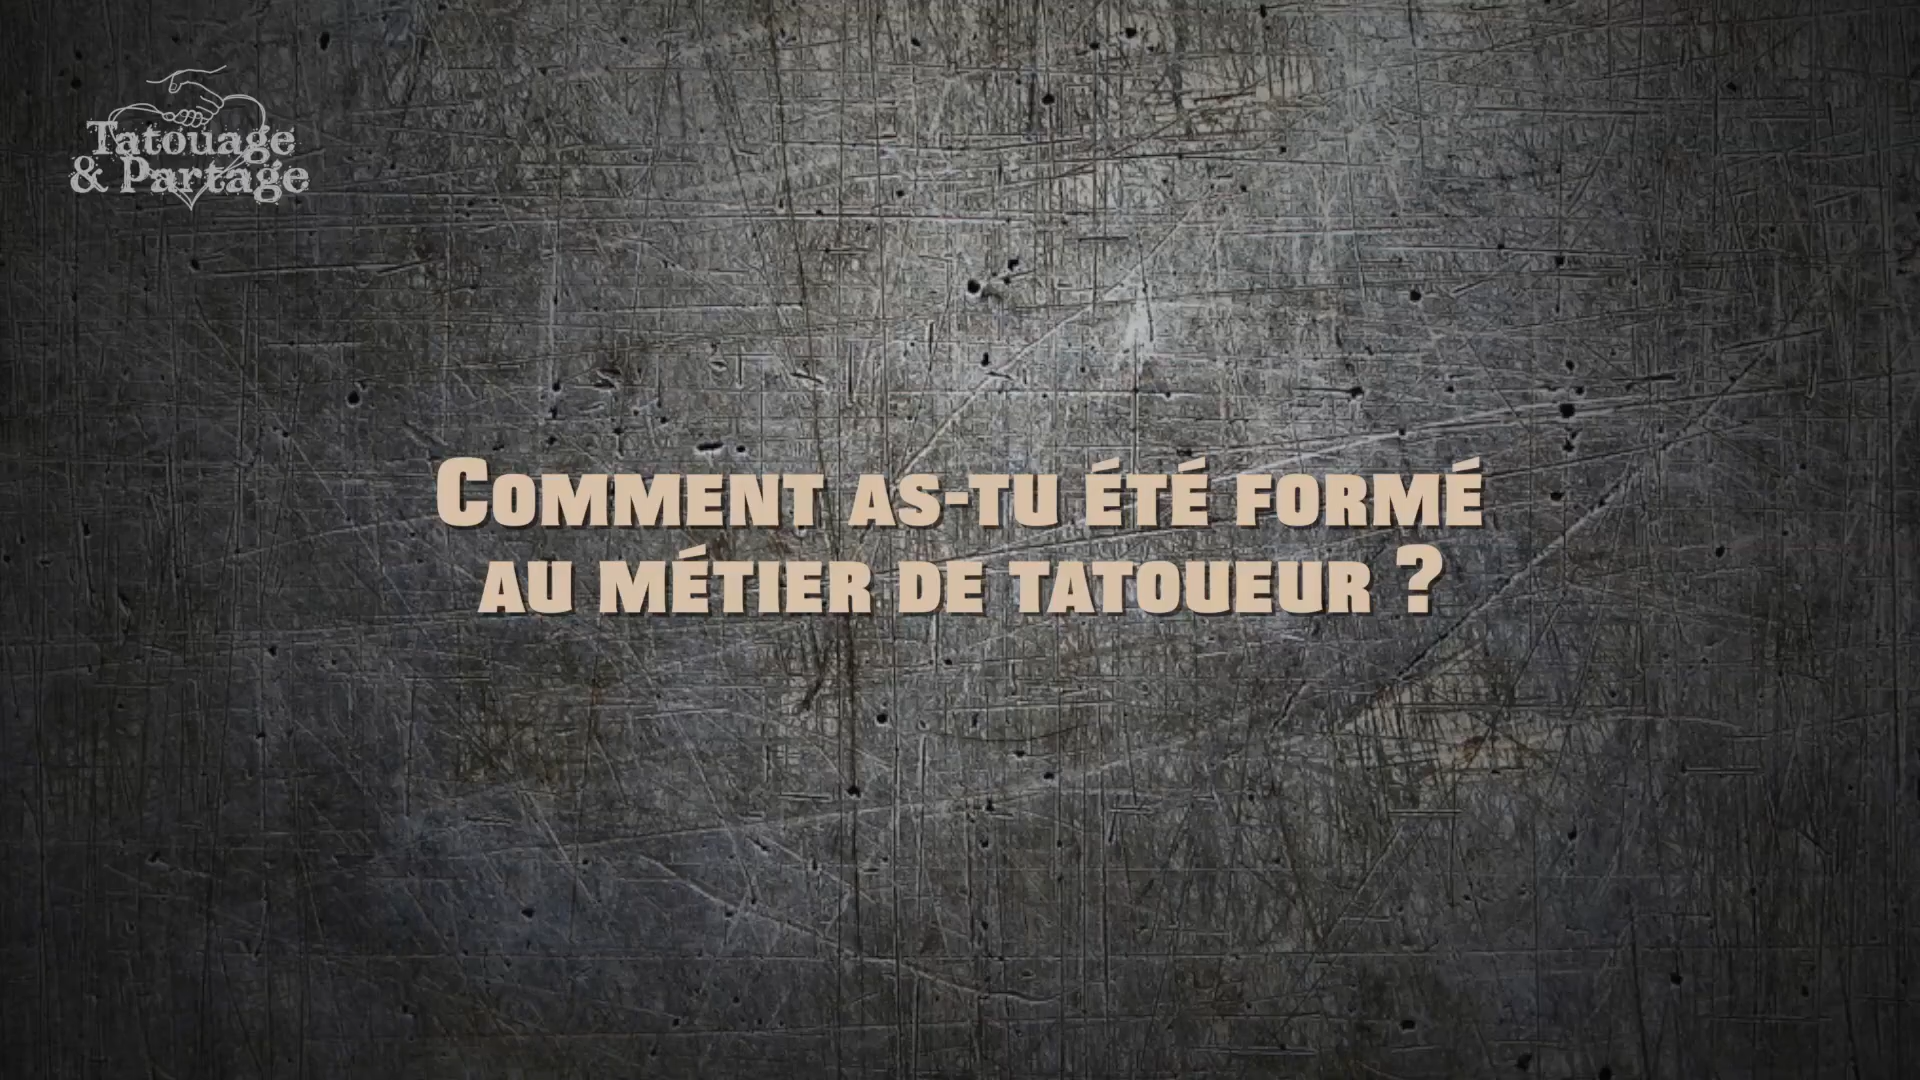 Tatouage
& Partage
Comment as-tu été formé
au métier de tatoueur ?